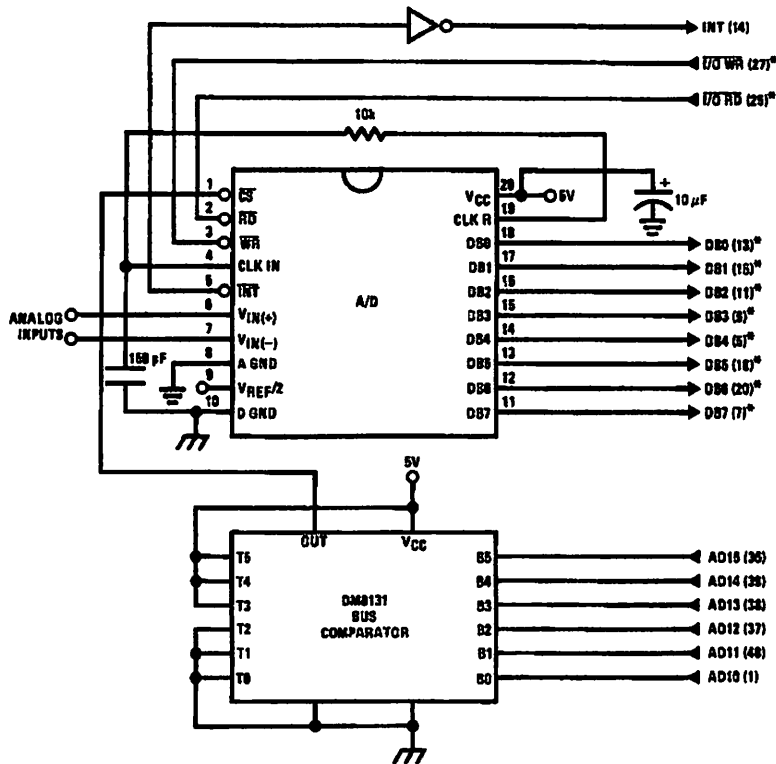 INT (14)
I/O WR (27)*
I/O RD (25)*
10k
1
CS
2
RD
3
WR
4
CLK IN
5
INT
6
VIN(+)
7
VIN(–)
8
A GND
9
VREF/2
10
D GND
A/D
20
VCC
5V
10 µF
+
19
CLK R
18
DB0
DB0 (13)*
17
DB1
DB1 (16)*
16
DB2
DB2 (11)*
15
DB3
DB3 (9)*
14
DB4
DB4 (5)*
13
DB5
DB5 (18)*
12
DB6
DB6 (20)*
11
DB7
DB7 (7)*
ANALOG
INPUTS
150 pF
5V
OUT
VCC
T5
T4
T3
T2
T1
T0
DM8131
BUS
COMPARATOR
B5
AD15 (36)
B4
AD14 (39)
B3
AD13 (38)
B2
AD12 (37)
B1
AD11 (40)
B0
AD10 (1)